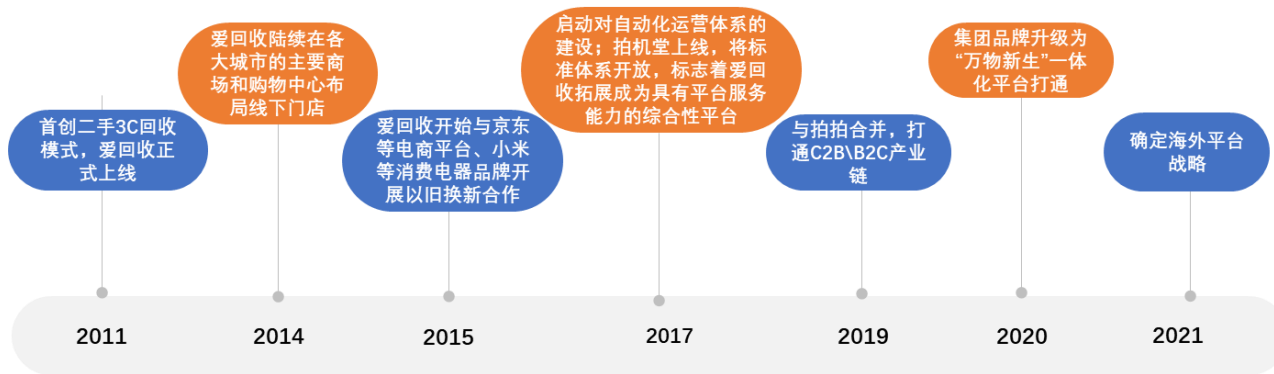 首创二手3C回收
模式，爱回收正
式上线
爱回收陆续在各
大城市的主要商
场和购物中心布
局线下门店
爱回收开始与京东
等电商平台、小米
等消费电器品牌开
展以旧换新合作
启动对自动化运营体系的
建设；拍机堂上线，将标
准体系开放，标志着爱回
收拓展成为具有平台服务
能力的综合性平台
与拍拍合并，打
通C2B\B2C产业
链
集团品牌升级为
“万物新生”一体
化平台打通
确定海外平台
战略
2011
2014
2015
2017
2019
2020
2021